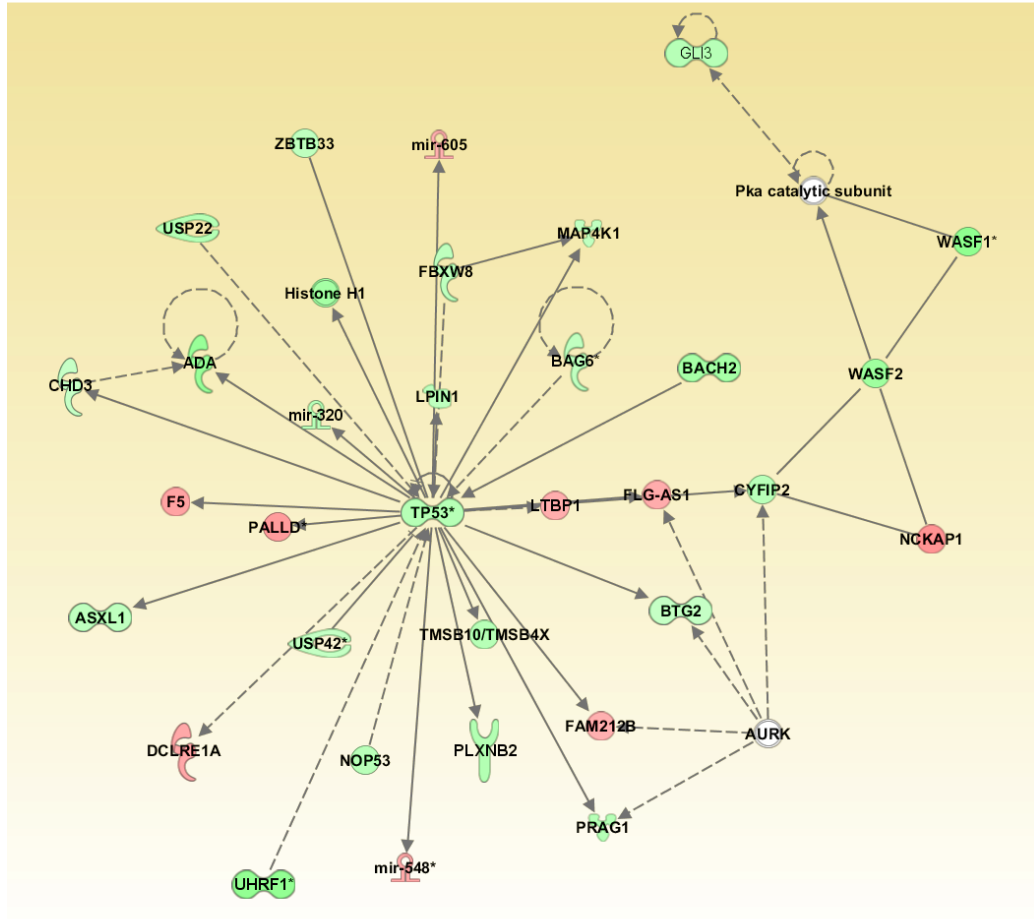 GLI3
ZBTB33
mir-605
Pka catalytic subunit
USP22
MAP4K1
WASF1*
FBXW8
Histone H1
ADA
BAG6*
BACH2
WASF2
CHD3
LPIN1
mir-320
F5
TP53*
LTBP1
FLG-AS1
CYFIP2
PALLD*
NCKAP1
ASXL1
BTG2
USP42*
TMSB10/TMSB4X
DCLRE1A
NOP53
PLXNB2
FAM212B
AURK
PRAG1
mir-548*
UHRF1*